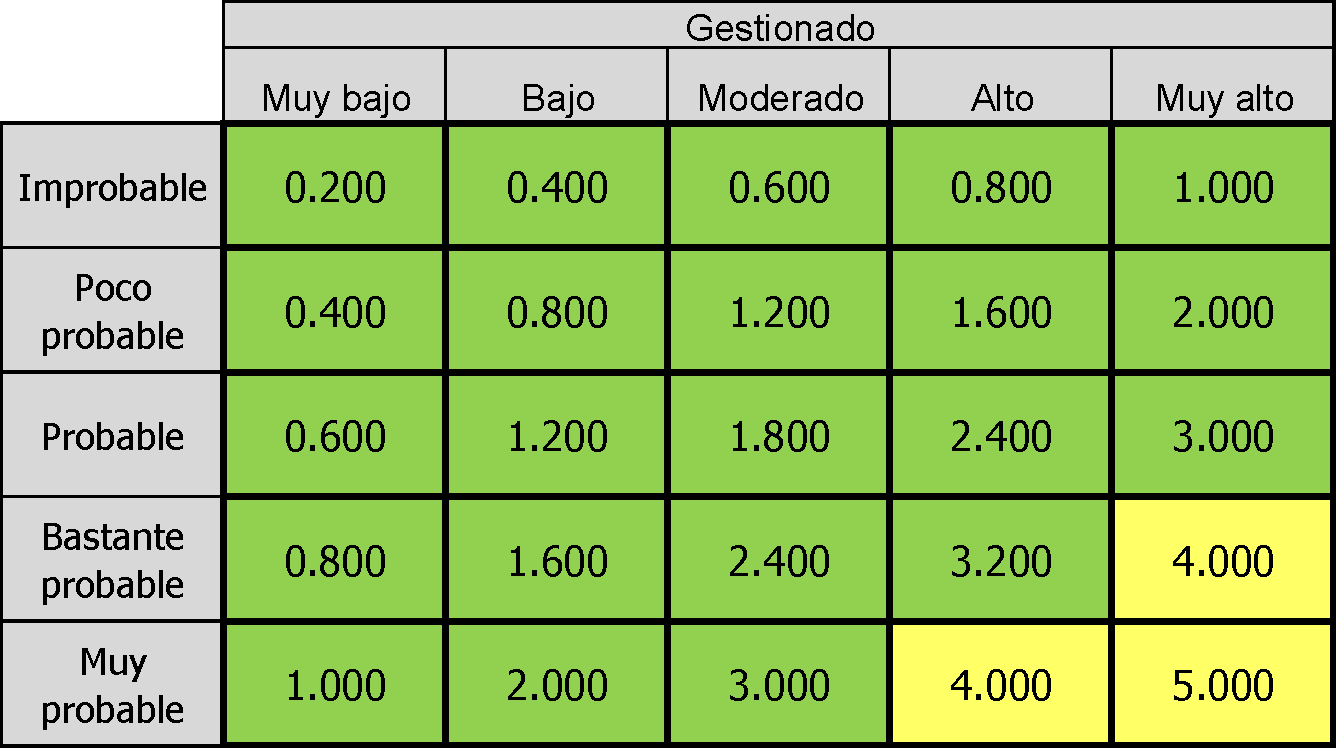 Gestionado
Muy bajo Bajo Moderado Alto Muy alto
Improbable 0.200 0.400 0.600 0.800 1.000
Poco
probable 0.400 0.800 1.200 1.600 2.000
Probable 0.600 1.200 1.800 2.400 3.000
Bastante
probable 0.800 1.600 2.400 3.200 4.000
Muy
probable 1.000 2.000 3.000 4.000 5.000